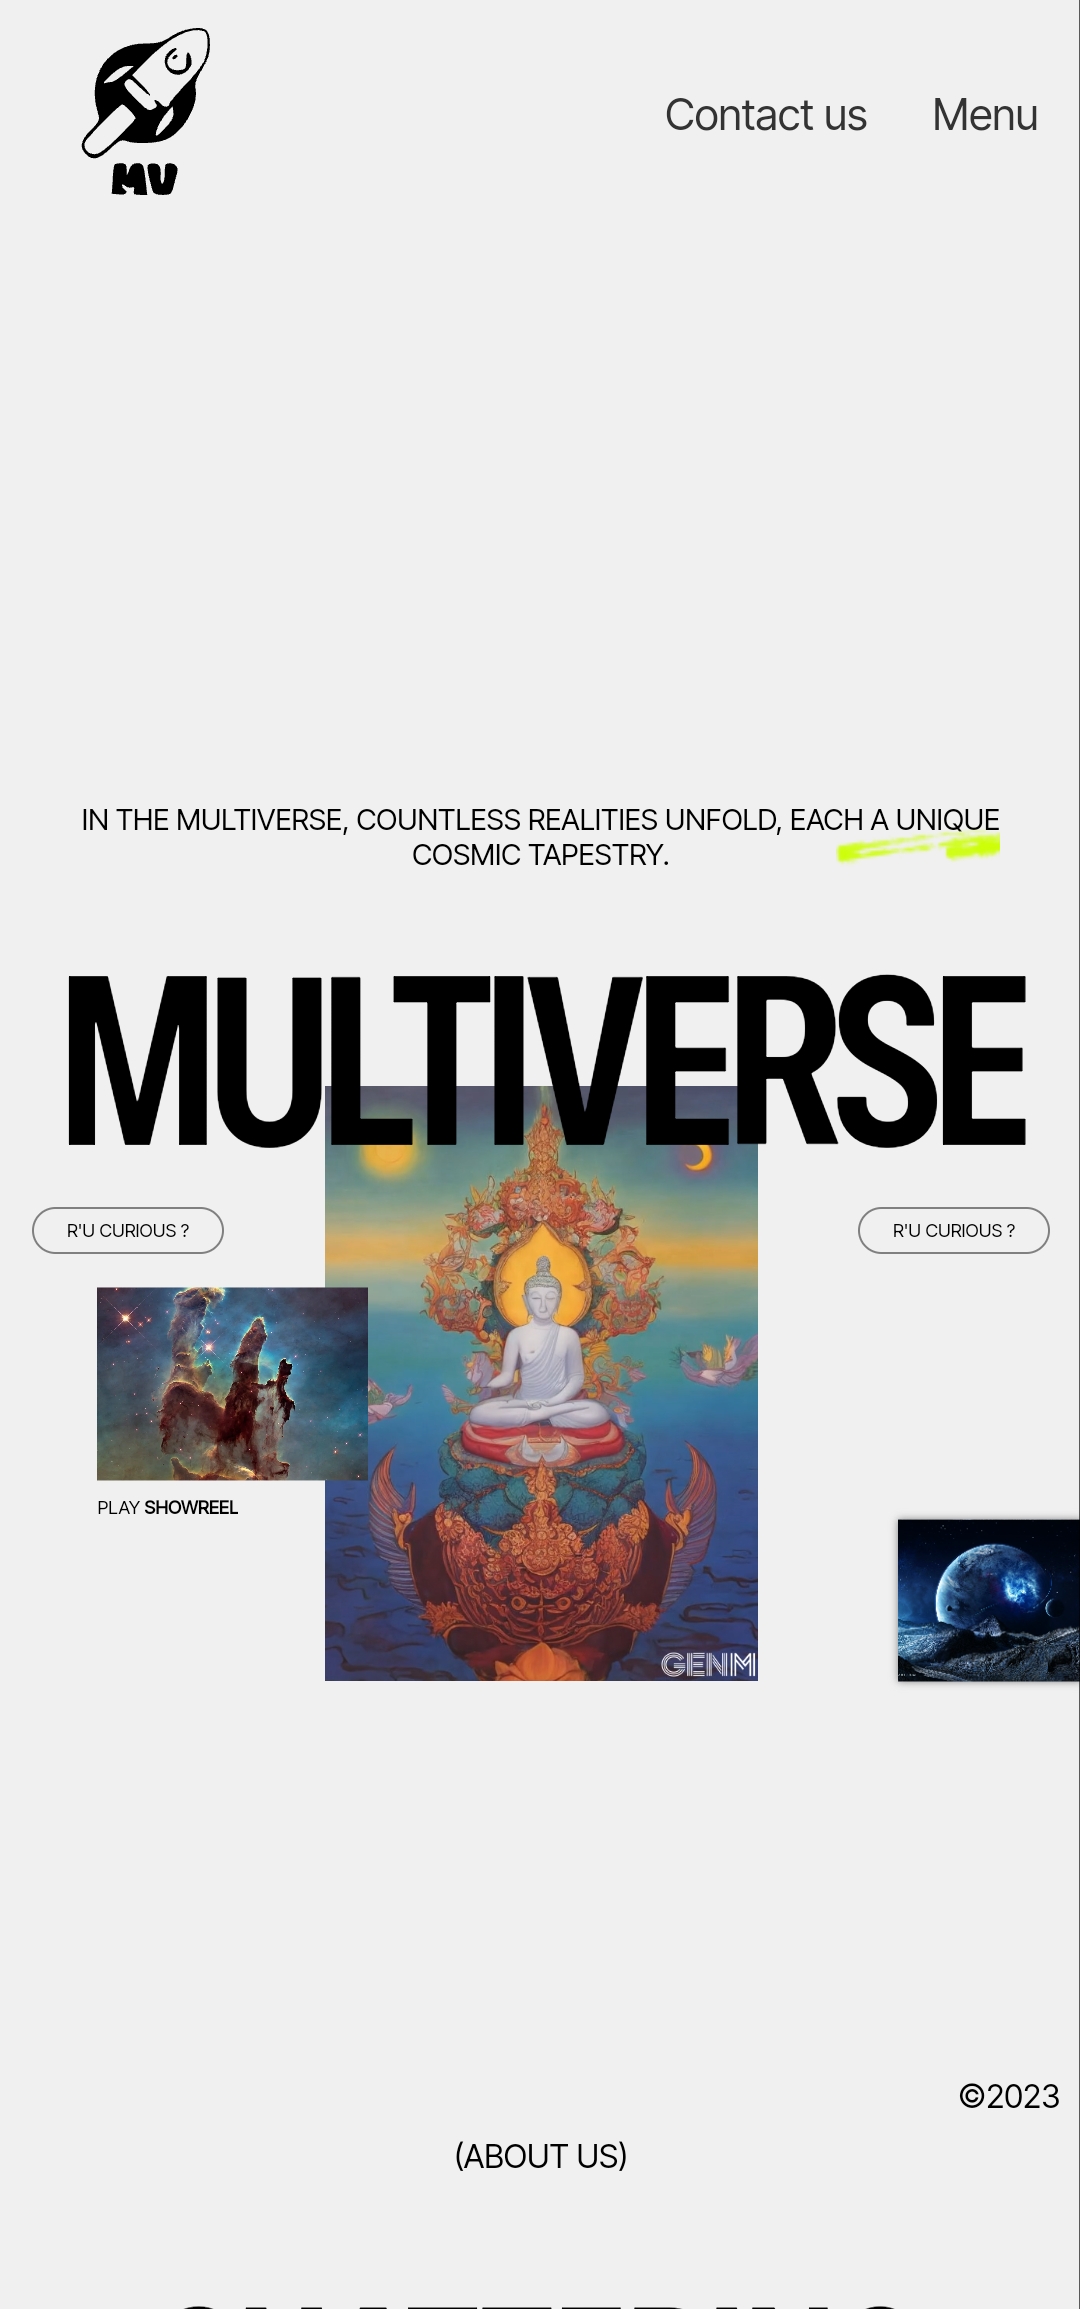 MV
Contact us Menu
IN THE MULTIVERSE, COUNTLESS REALITIES UNFOLD, EACH A UNIQUE
COSMIC TAPESTRY.
MULTIVERSE
R'U CURIOUS ?
R'U CURIOUS ?
PLAY SHOWREEL
GENM
©2023
(ABOUT US)